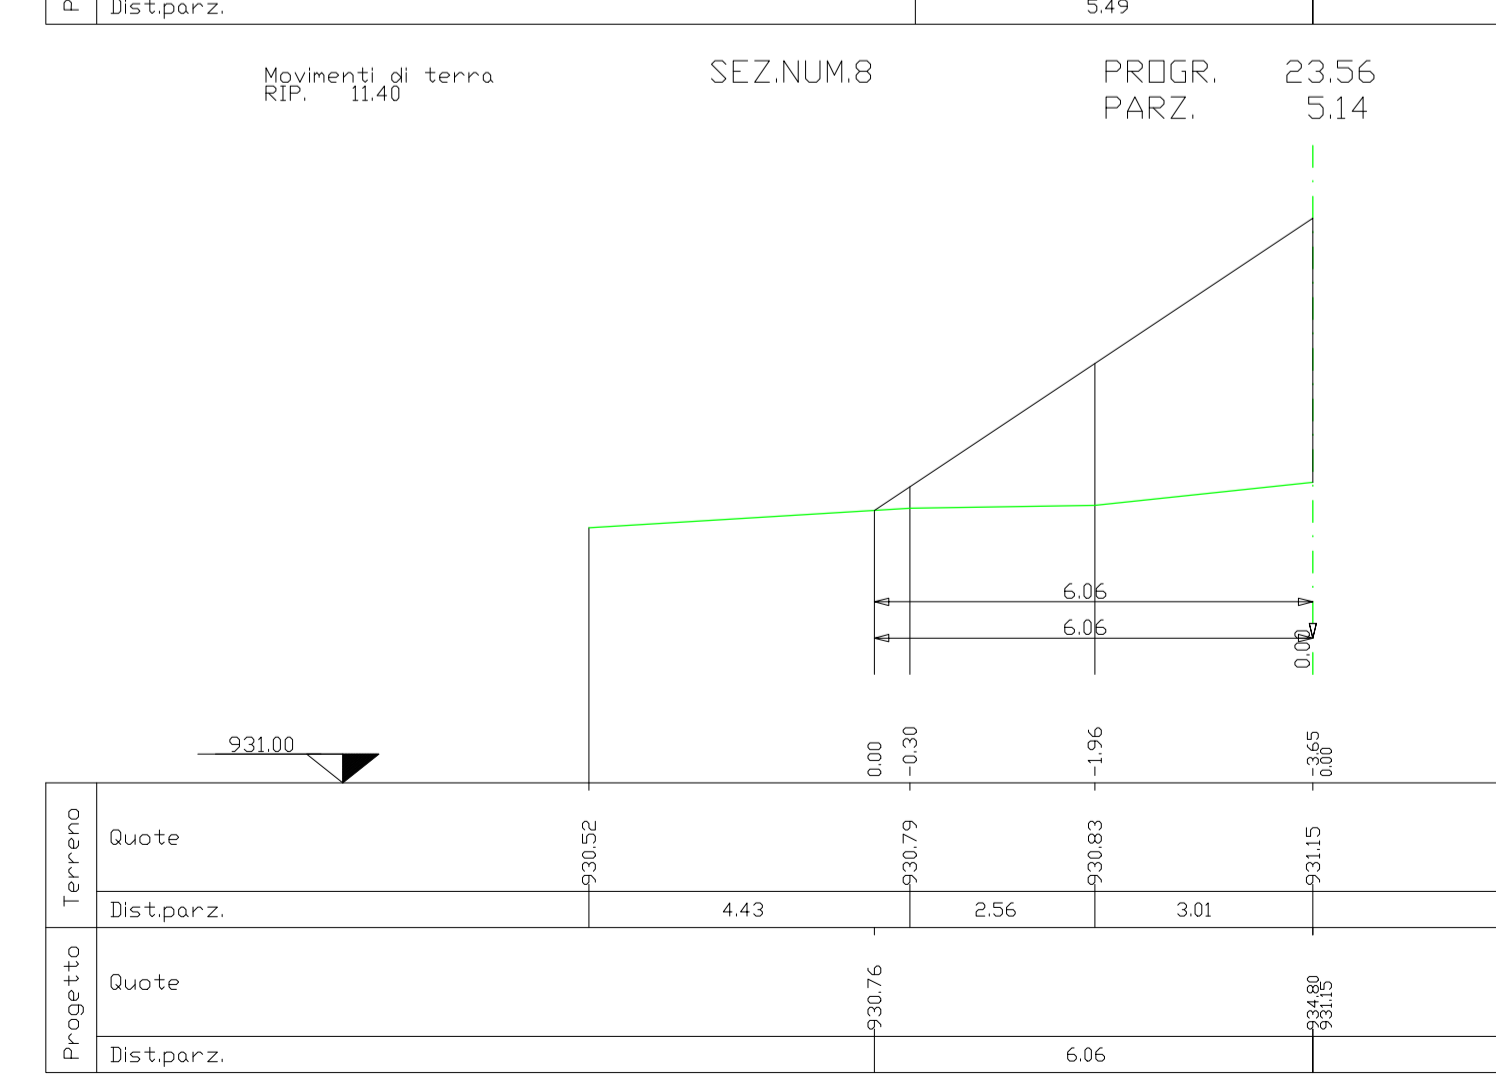 P Dist.parz. 5.49
Movimenti di terra
RIP. 11.40
SEZ.NUM.8
PROGR. 23.56
PARZ. 5.14
6.06
6.06
0.00
931.00
0.00 -0.30 -1.96 -3.65 0.00
Terreno
Quote 930.52 930.79 930.83 931.15
Dist.parz. 4.43 2.56 3.01
Progetto
Quote 930.76 934.80 931.15
Dist.parz. 6.06